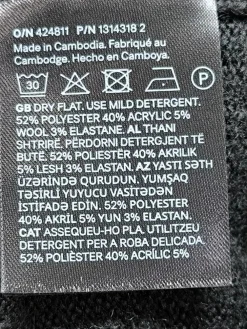 O/N 424811 P/N 1314318 2
Made in Cambodia. Fabriqué au
Cambodge. Hecho en Camboya.
30
P
GB DRY FLAT. USE MILD DETERGENT.
52% POLYESTER 40% ACRYLIC 5%
WOOL 3% ELASTANE. AL THANI
SHTRIRË. PËRDORNI DETERGJENT TË
BUTË. 52% POLIESTËR 40% AKRILIK
5% LESH 3% ELASTAN. AZ YASTI SƏTH
ÜZƏRİNDƏ QURUDUN. YUMŞAQ
TƏSİRLİ YUYUCU VASİTƏDƏN
İSTİFADƏ EDİN. 52% POLYESTER
40% AKRİL 5% YUN 3% ELASTAN.
CAT ASSEQUEU-HO PLA. UTILITZEU
DETERGENT PER A ROBA DELICADA.
52% POLIÈSTER 40% ACRÍLIC 5%